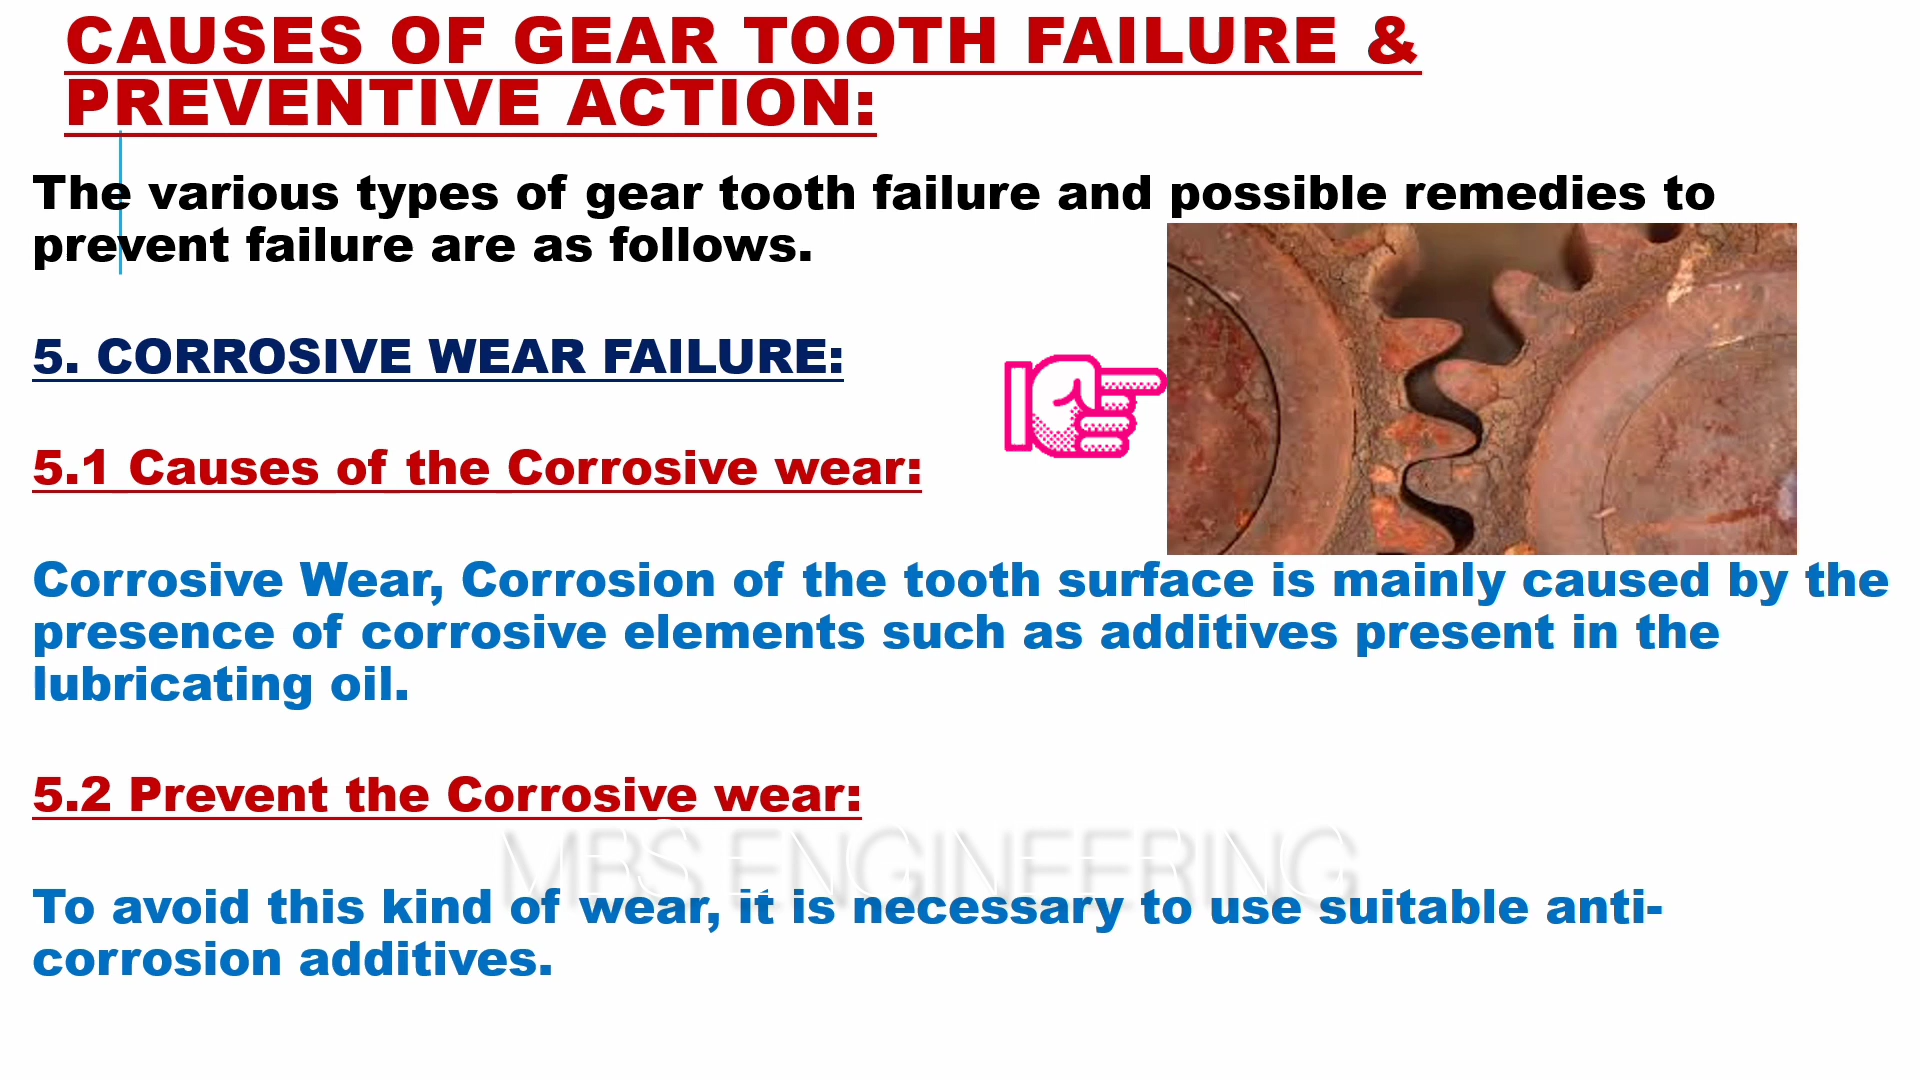 CAUSES OF GEAR TOOTH FAILURE &
PREVENTIVE ACTION:
The various types of gear tooth failure and possible remedies to
prevent failure are as follows.
5. CORROSIVE WEAR FAILURE:
5.1 Causes of the Corrosive wear:
Corrosive Wear, Corrosion of the tooth surface is mainly caused by the
presence of corrosive elements such as additives present in the
lubricating oil.
5.2 Prevent the Corrosive wear:
MBS ENGINEERING
To avoid this kind of wear, it is necessary to use suitable anti-
corrosion additives.